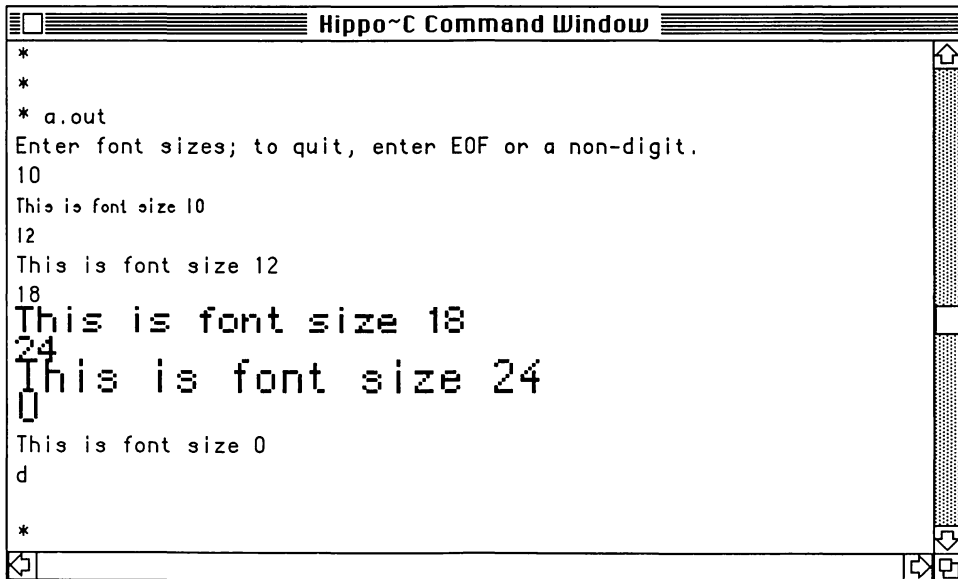 Hippo~C Command Window
*
*
* a.out
Enter font sizes; to quit, enter EOF or a non-digit.
10
This is font size 10
12
This is font size 12
18
This is font size 18
24
This is font size 24
0
This is font size 0
d
*